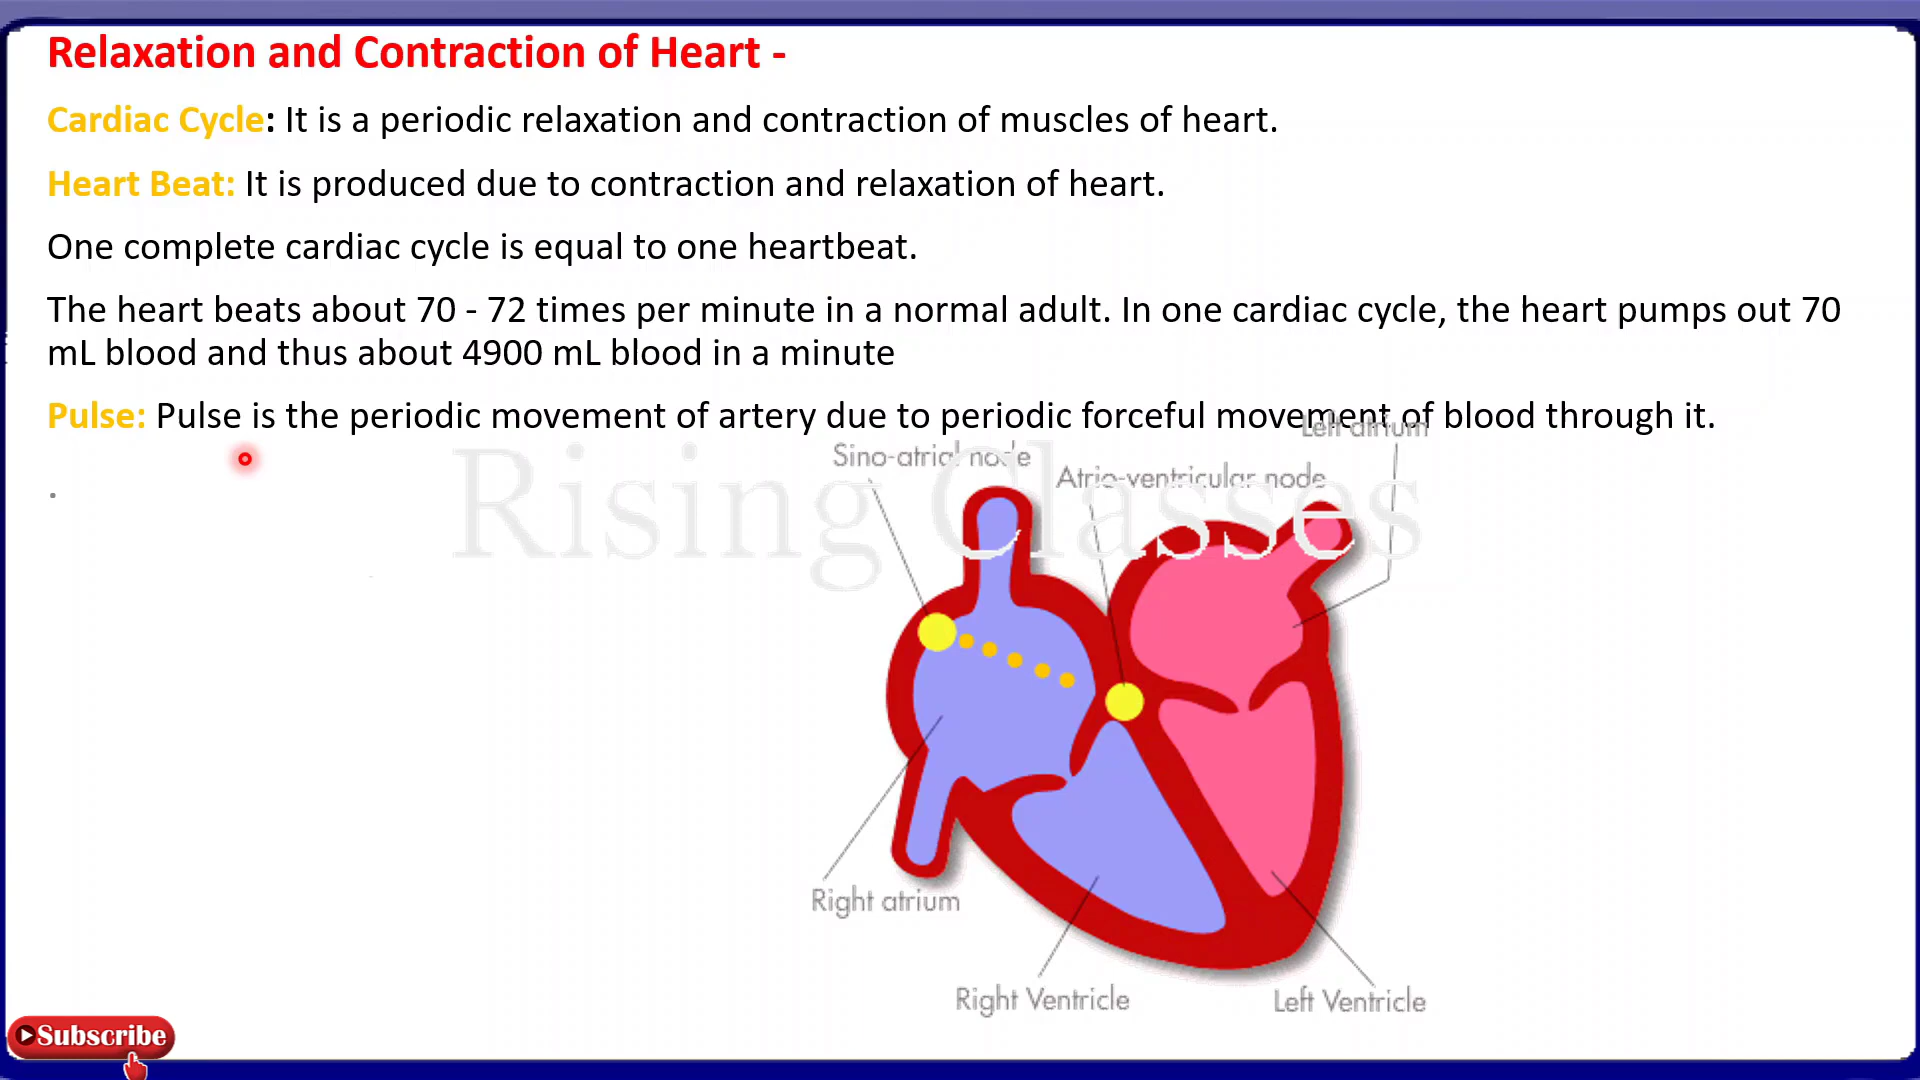 Relaxation and Contraction of Heart -
Cardiac Cycle: It is a periodic relaxation and contraction of muscles of heart.
Heart Beat: It is produced due to contraction and relaxation of heart.
One complete cardiac cycle is equal to one heartbeat.
The heart beats about 70 - 72 times per minute in a normal adult. In one cardiac cycle, the heart pumps out 70
mL blood and thus about 4900 mL blood in a minute
Pulse: Pulse is the periodic movement of artery due to periodic forceful movement of blood through it.
Left atrium
Sino-atrial node
Atrio-ventricular node
Rising Classes
Right atrium
Right Ventricle
Left Ventricle
Subscribe